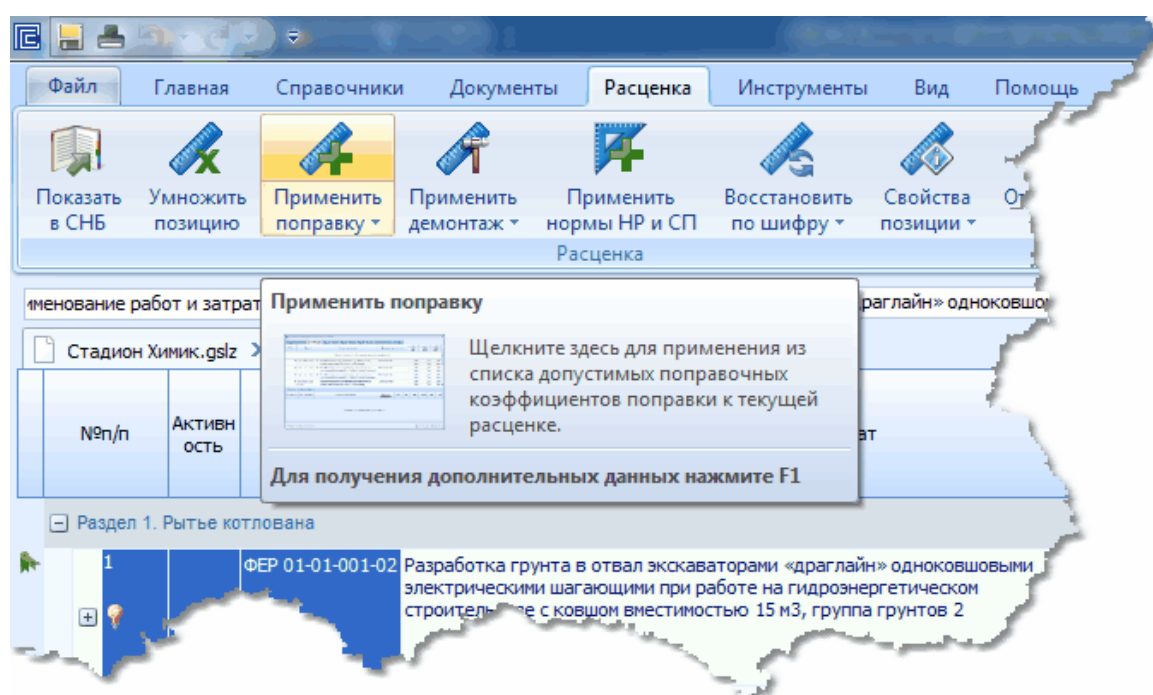 Файл Главная Справочники Документы Расценка Инструменты Вид Помощь
Показать Умножить Применить Применить Применить Восстановить Свойства
в СНБ позицию поправку демонтаж нормы НР и СП по шифру позиции
Расценка
именование работ и затрат раглайн» одноковшо
Применить поправку
Стадион Химик.gslz
Щелкните здесь для применения из
списка допустимых поправочных
коэффициентов поправки к текущей
расценке.
№п/п Активн
ость
ат
Для получения дополнительных данных нажмите F1
Раздел 1. Рытье котлована
1 ФЕР 01-01-001-02 Разработка грунта в отвал экскаваторами «драглайн» одноковшовыми
электрическими шагающими при работе на гидроэнергетическом
с ковшом вместимостью 15 м3, группа грунтов 2